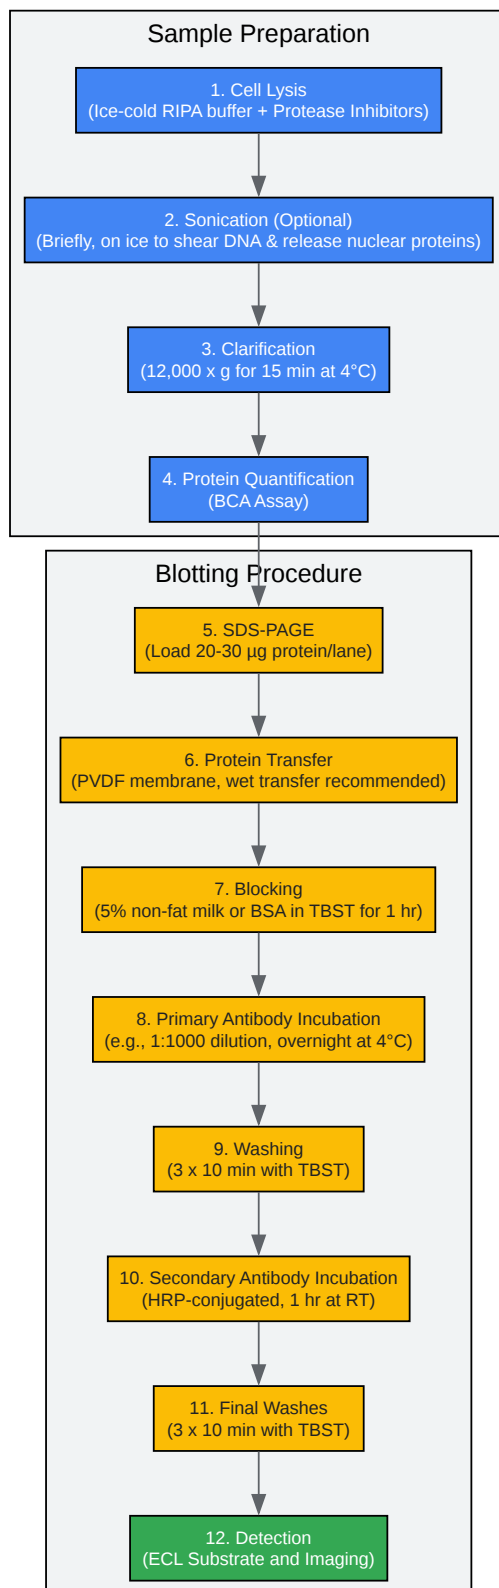 Sample Preparation
1. Cell Lysis
(Ice-cold RIPA buffer + Protease Inhibitors)
2. Sonication (Optional)
(Briefly, on ice to shear DNA & release nuclear proteins)
3. Clarification
(12,000 x g for 15 min at 4°C)
4. Protein Quantification
(BCA Assay)
Blotting Procedure
5. SDS-PAGE
(Load 20-30 µg protein/lane)
6. Protein Transfer
(PVDF membrane, wet transfer recommended)
7. Blocking
(5% non-fat milk or BSA in TBST for 1 hr)
8. Primary Antibody Incubation
(e.g., 1:1000 dilution, overnight at 4°C)
9. Washing
(3 x 10 min with TBST)
10. Secondary Antibody Incubation
(HRP-conjugated, 1 hr at RT)
11. Final Washes
(3 x 10 min with TBST)
12. Detection
(ECL Substrate and Imaging)